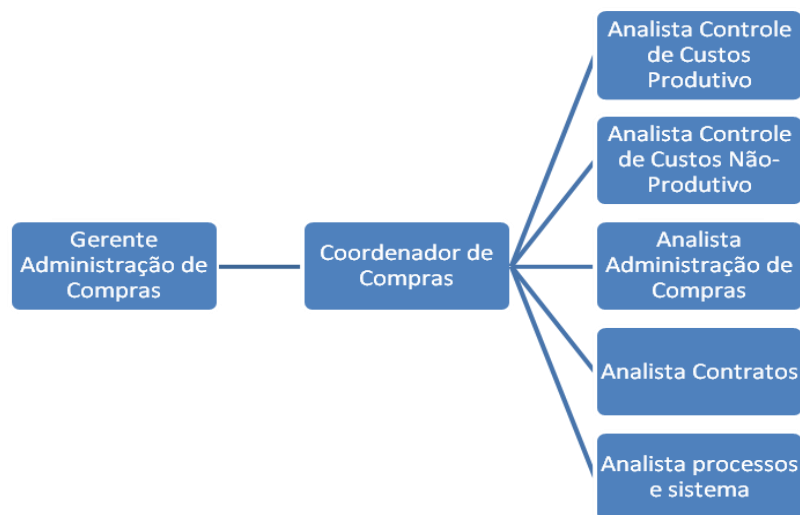 Analista Controle
de Custos
Produtivo
Analista Controle
de Custos Não-
Produtivo
Gerente
Administração de
Compras
Coordenador de
Compras
Analista
Administração de
Compras
Analista Contratos
Analista processos
e sistema